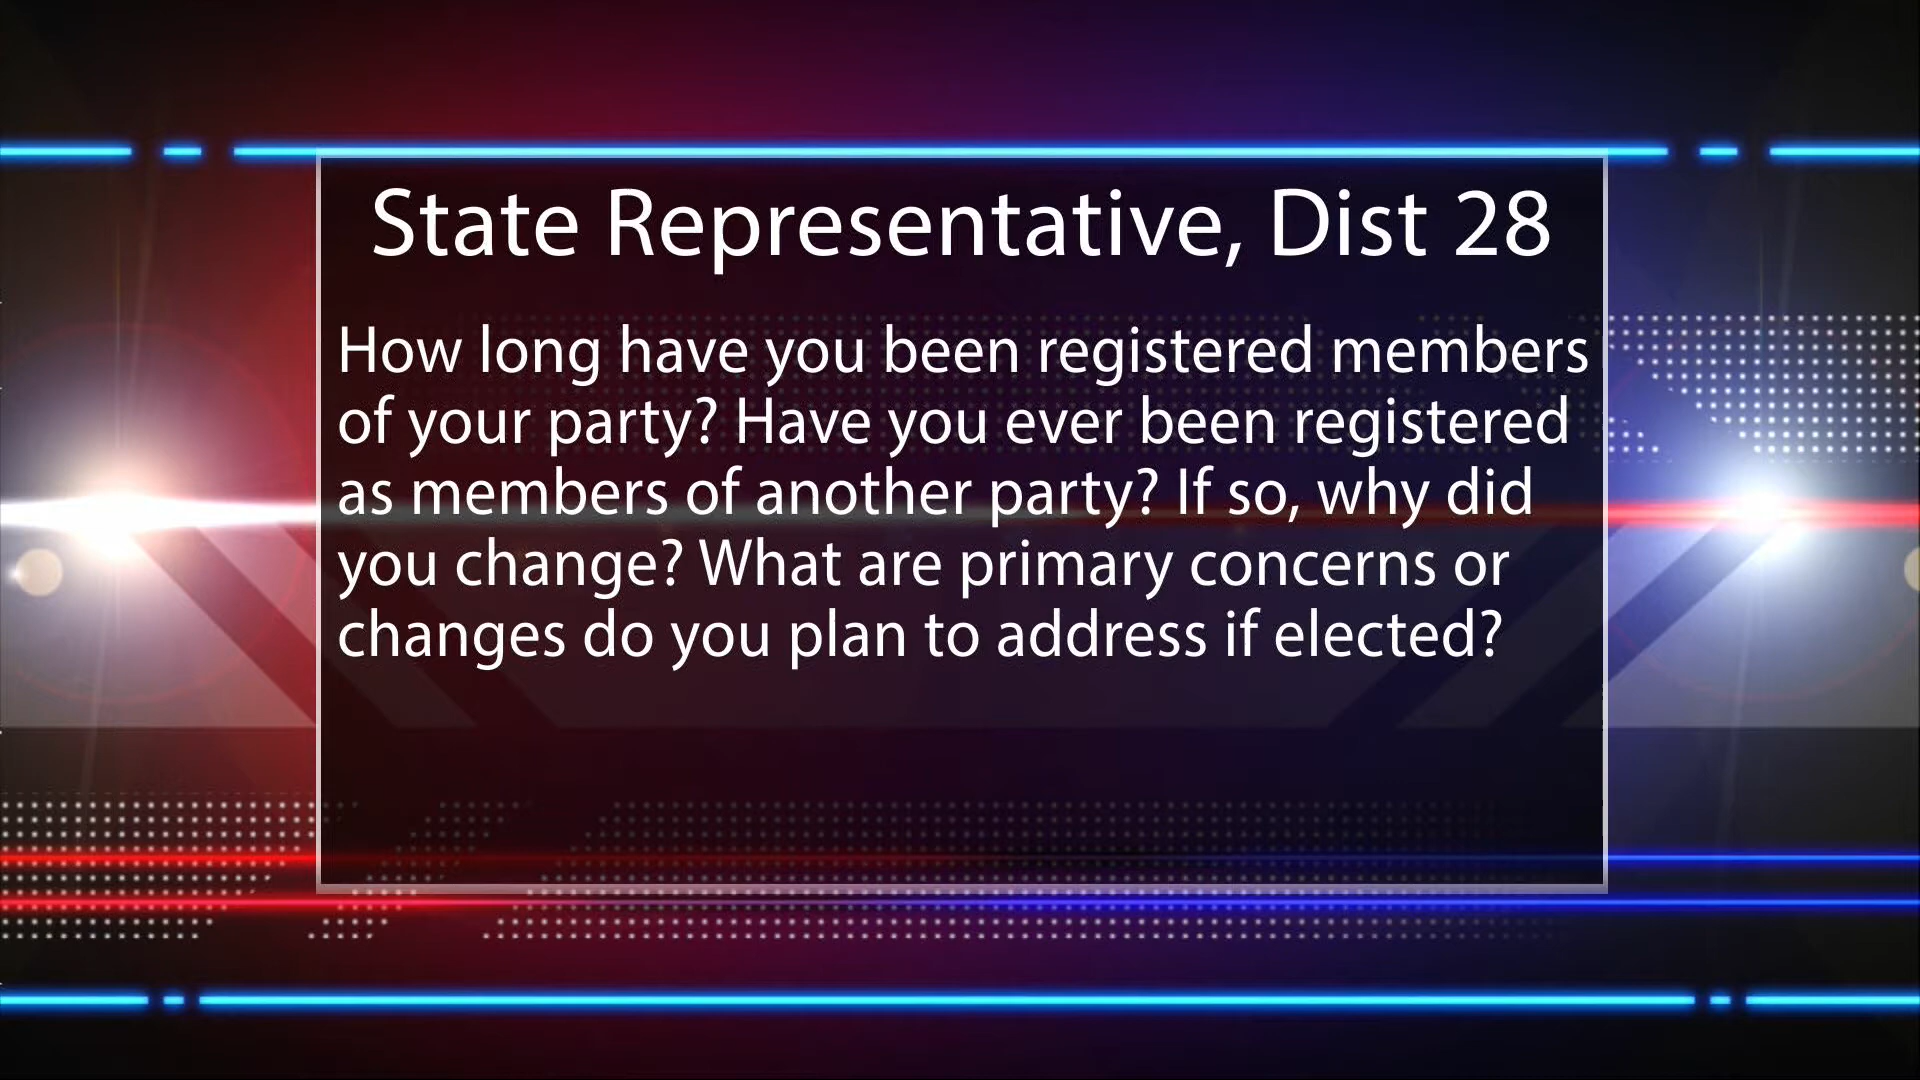 State Representative, Dist 28
How long have you been registered members
of your party? Have you ever been registered
as members of another party? If so, why did
you change? What are primary concerns or
changes do you plan to address if elected?